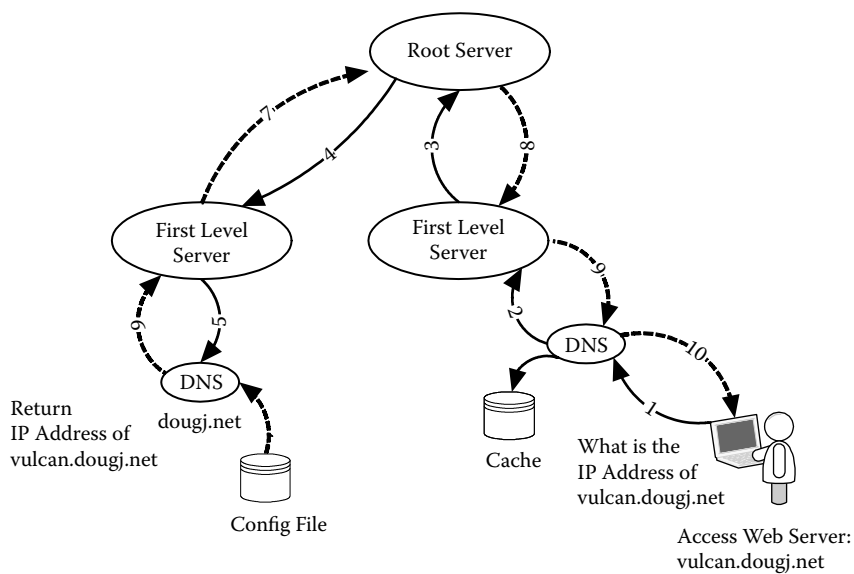 Root Server
7
4
3
8
First Level
Server
First Level
Server
6
5
2
9
DNS
DNS
10
1
Return
IP Address of
vulcan.dougj.net
dougj.net
Cache
What is the
IP Address of
vulcan.dougj.net
Config File
Access Web Server:
vulcan.dougj.net